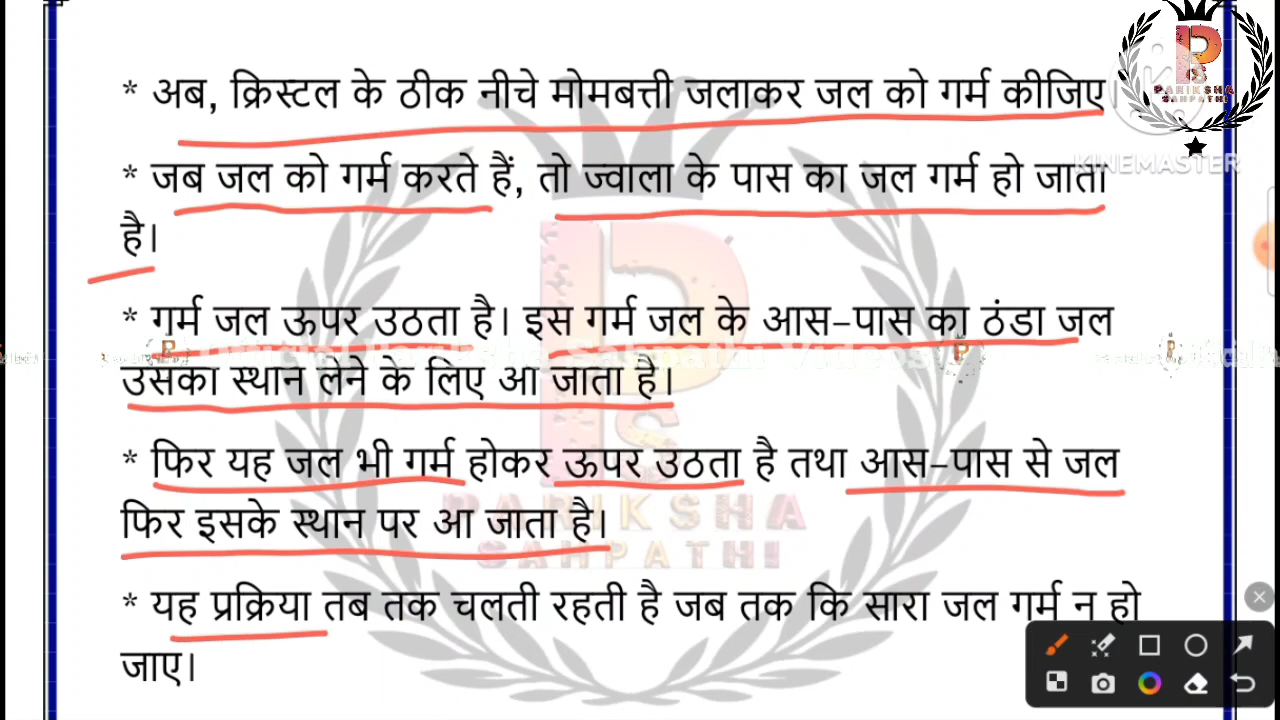 * अब, क्रिस्टल के ठीक नीचे मोमबत्ती जलाकर जल को गर्म कीजिए।
* जब जल को गर्म करते हैं, तो ज्वाला के पास का जल गर्म हो जाता
है।
* गर्म जल ऊपर उठता है। इस गर्म जल के आस-पास का ठंडा जल
उसका स्थान लेने के लिए आ जाता है।
* फिर यह जल भी गर्म होकर ऊपर उठता है तथा आस-पास से जल
फिर इसके स्थान पर आ जाता है।
* यह प्रक्रिया तब तक चलती रहती है जब तक कि सारा जल गर्म न हो
जाए।
PARIKSHA
SAHPATHI
KINEMASTER
PARIKSHA
SAHPATHI